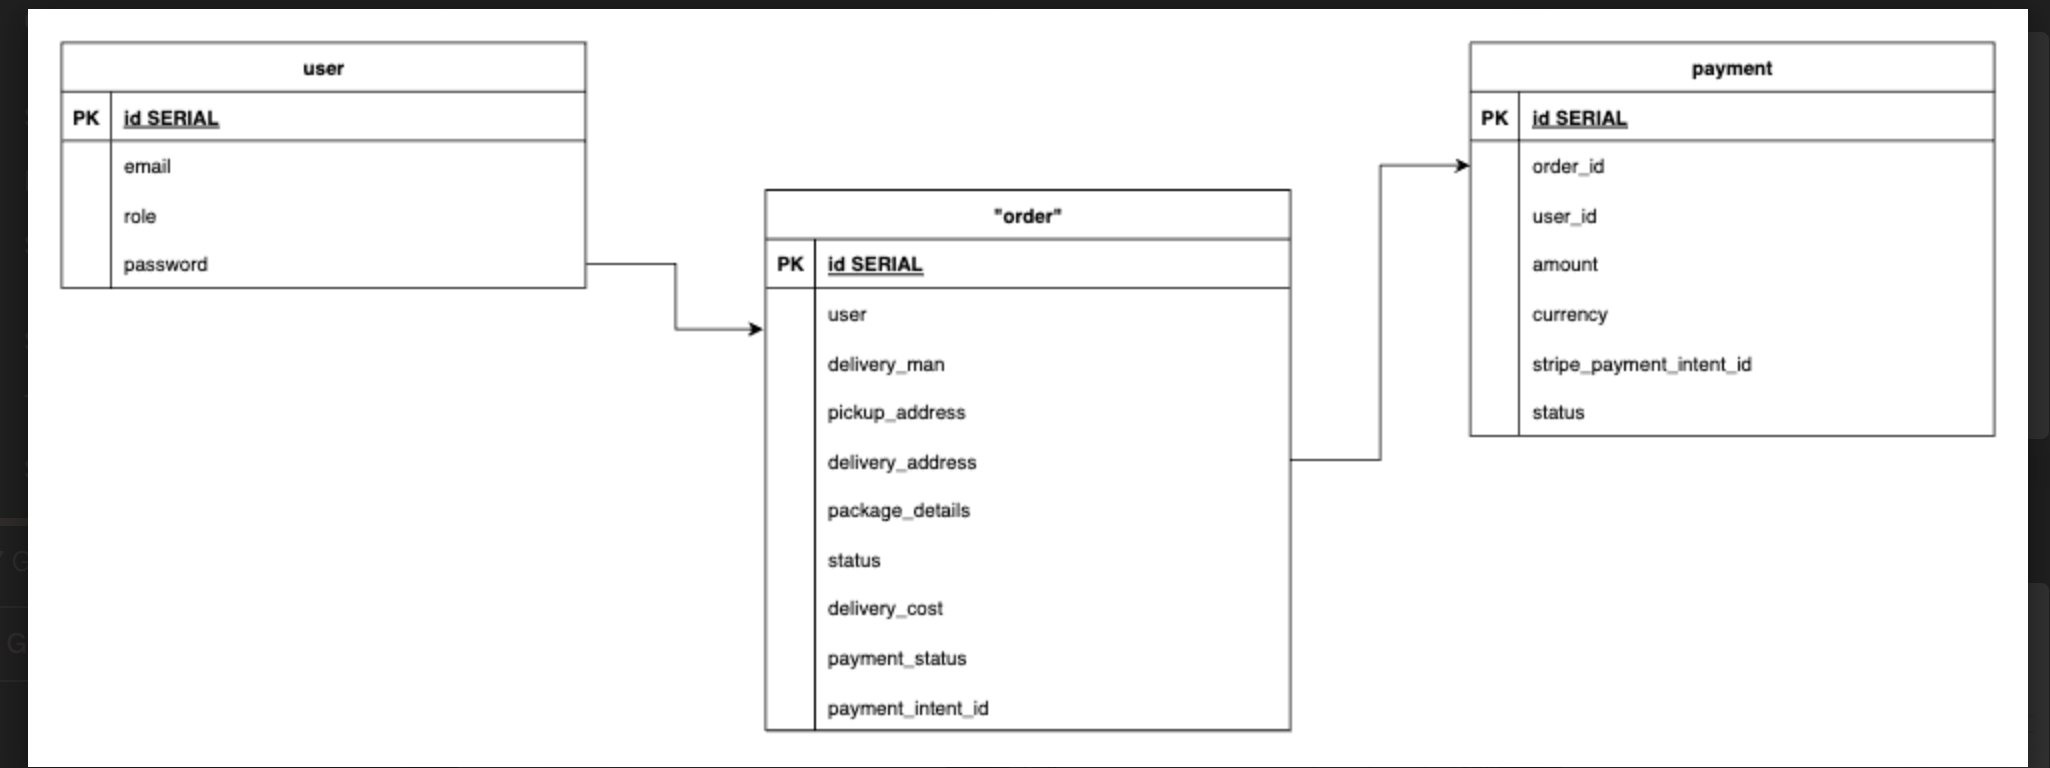 user
PK id SERIAL
email
role
password
"order"
PK id SERIAL
user
delivery_man
pickup_address
delivery_address
package_details
status
delivery_cost
payment_status
payment_intent_id
payment
PK id SERIAL
order_id
user_id
amount
currency
stripe_payment_intent_id
status